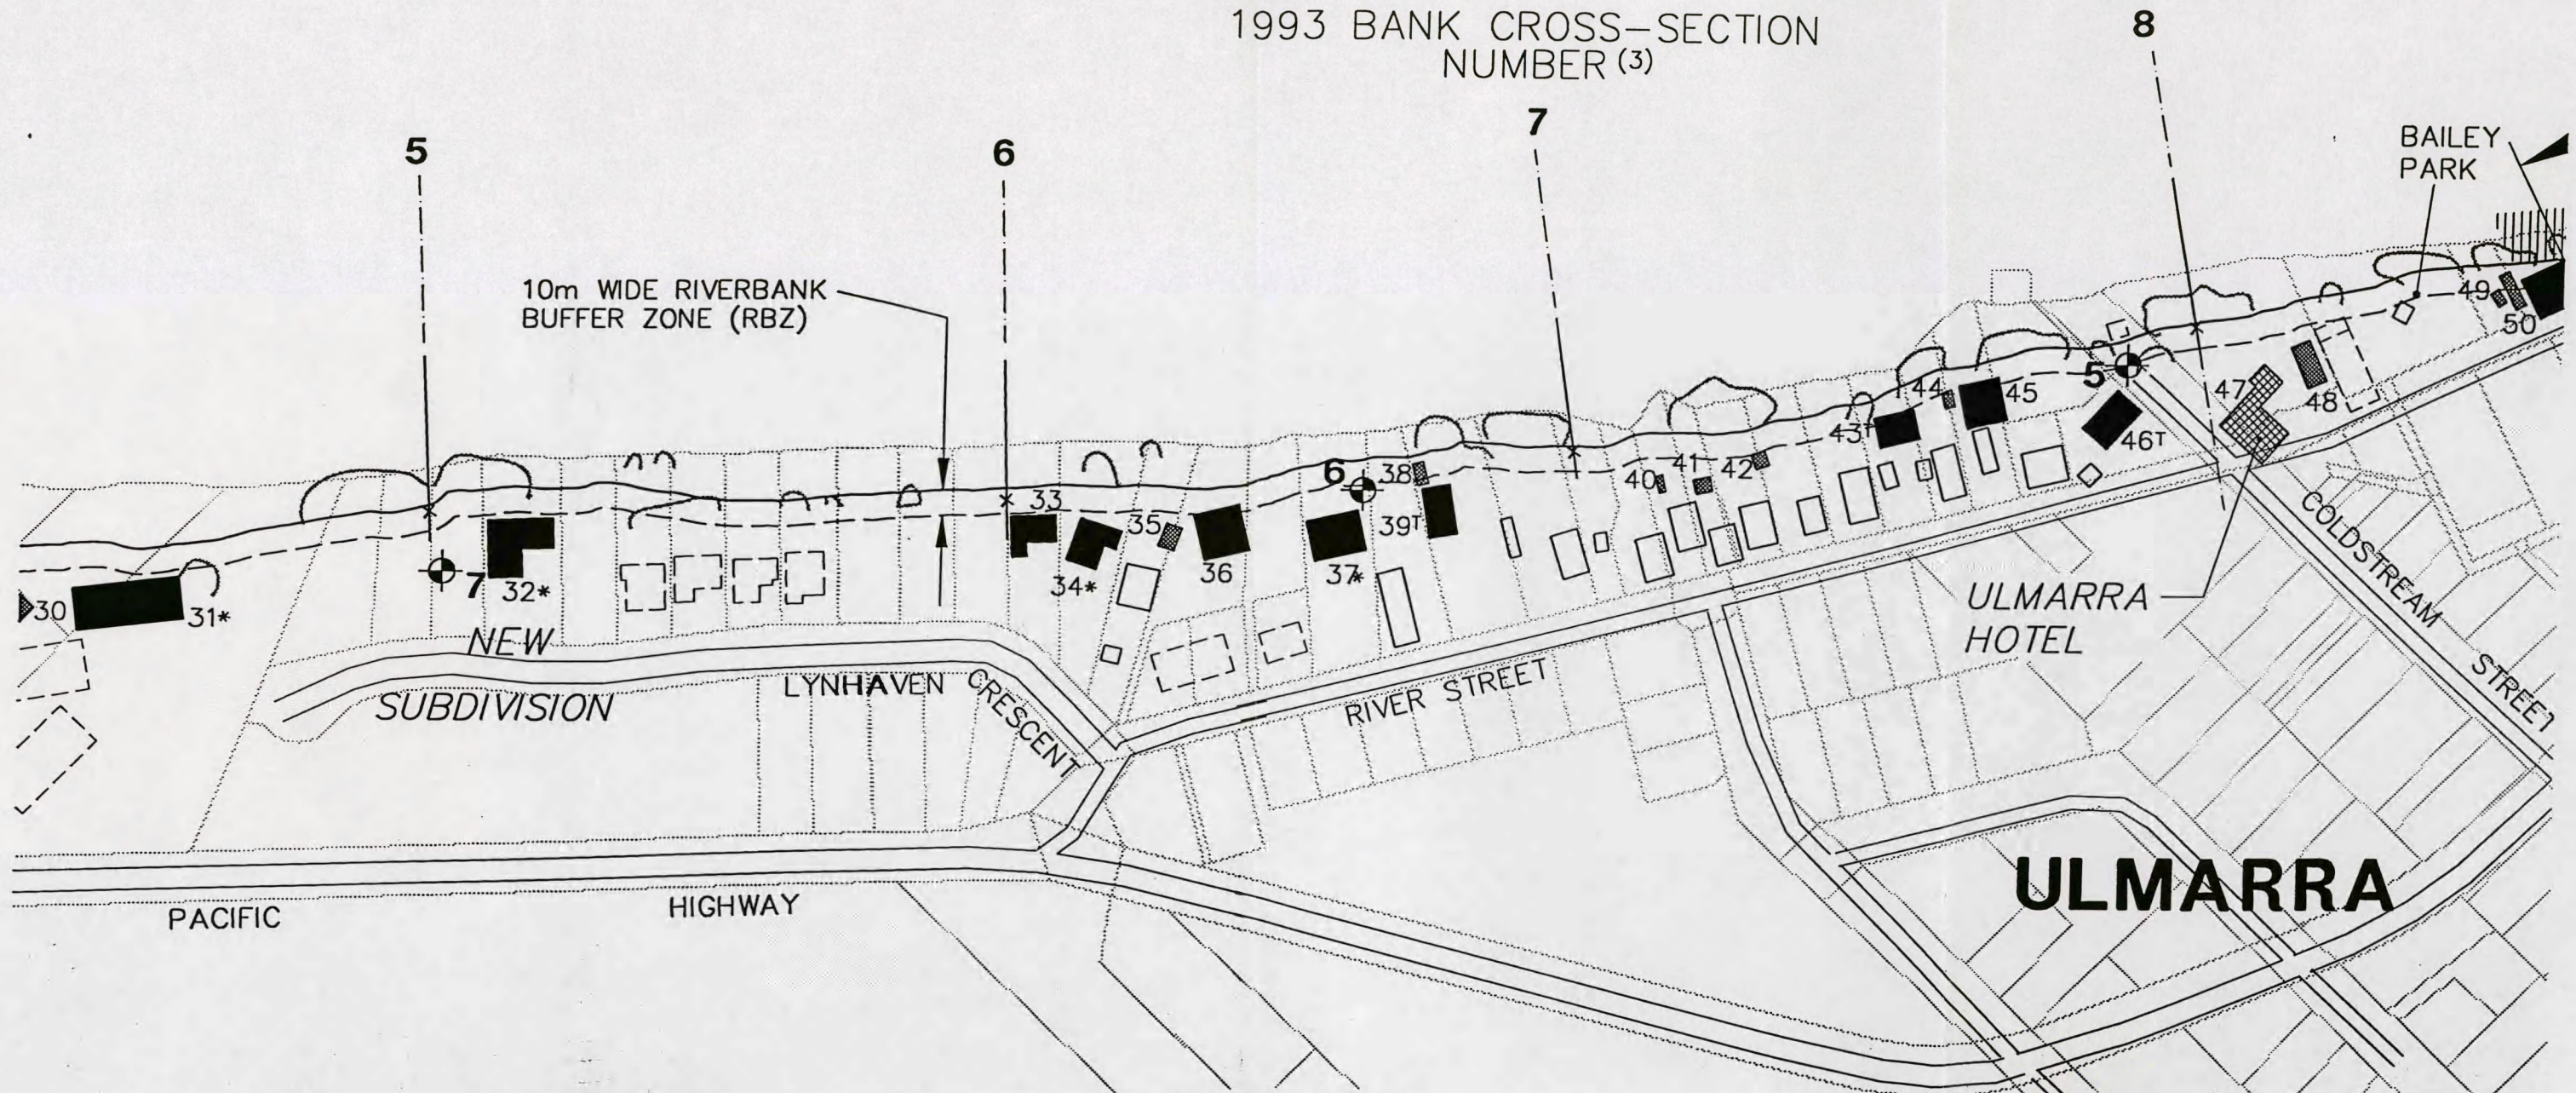 1993 BANK CROSS–SECTION
NUMBER (3)
5
6
7
8
BAILEY
PARK
10m WIDE RIVERBANK
BUFFER ZONE (RBZ)
30
31*
7
32*
33
34*
35
36
6
37*
38
39T
40
41
42
43T
44
45
5
46T
47
48
49
50
NEW
SUBDIVISION
LYNHAVEN CRESCENT
RIVER STREET
ULMARRA
HOTEL
COLDSTREAM STREET
PACIFIC HIGHWAY
ULMARRA